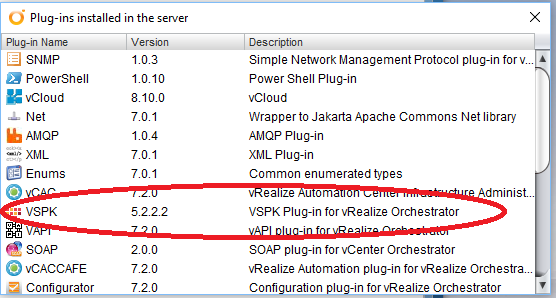 Plug-ins installed in the server
Plug-in Name Version Description
SNMP 1.0.3 Simple Network Management Protocol plug-in for v...
PowerShell 1.0.10 Power Shell Plug-in
vCloud 8.10.0 vCloud
Net 7.0.1 Wrapper to Jakarta Apache Commons Net library
AMQP 1.0.4 AMQP Plug-in
XML 7.0.1 XML Plug-in
Enums 7.0.1 Common enumerated types
vCAC 7.2.0 vRealize Automation Center Infrastructure Administ...
VSPK 5.2.2.2 VSPK Plug-in for vRealize Orchestrator
VAPI 7.2.0 vAPI plug-in for vRealize Orchestrator
SOAP 2.0.0 SOAP plug-in for vCenter Orchestrator
vCACCAFE 7.2.0 vRealize Automation plug-in for vRealize Orchestra...
Configurator 7.2.0 Configuration plug-in for vRealize Orchestrator